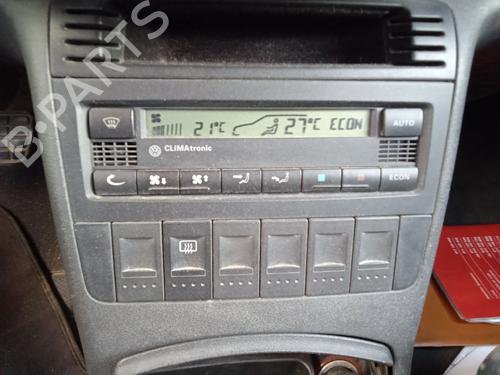 B-PARTS
21°C 27°C ECON
AUTO
CLIMAtronic
ECON